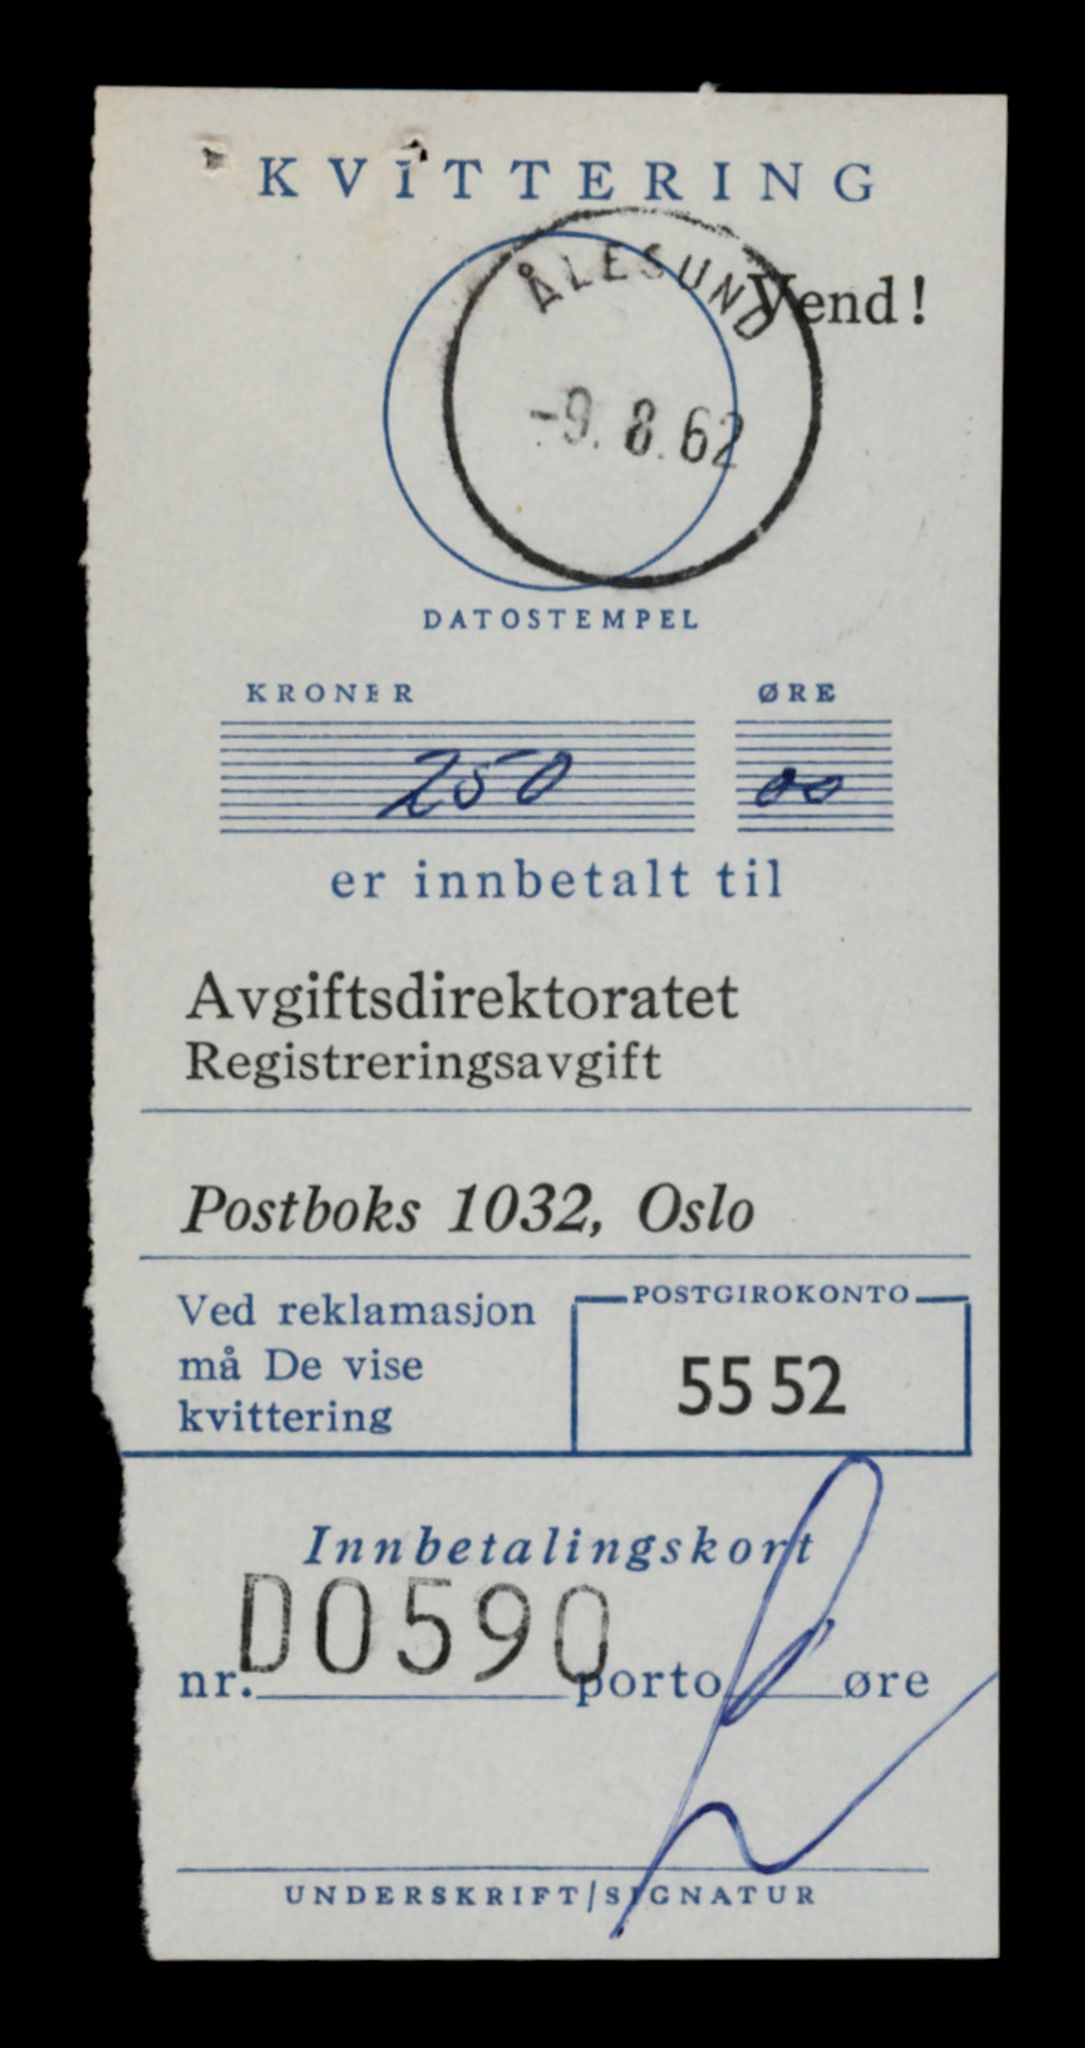 KVITTERING
ÅLESUND
Vend!
-9. 8. 62
DATOSTEMPEL
KRONER ØRE
250 00
er innbetalt til
Avgiftsdirektoratet
Registreringsavgift
Postboks 1032, Oslo
Ved reklamasjon
må De vise
kvittering
POSTGIROKONTO
55 52
Innbetalingskort
nr. D0590 porto øre
UNDERSKRIFT/SIGNATUR